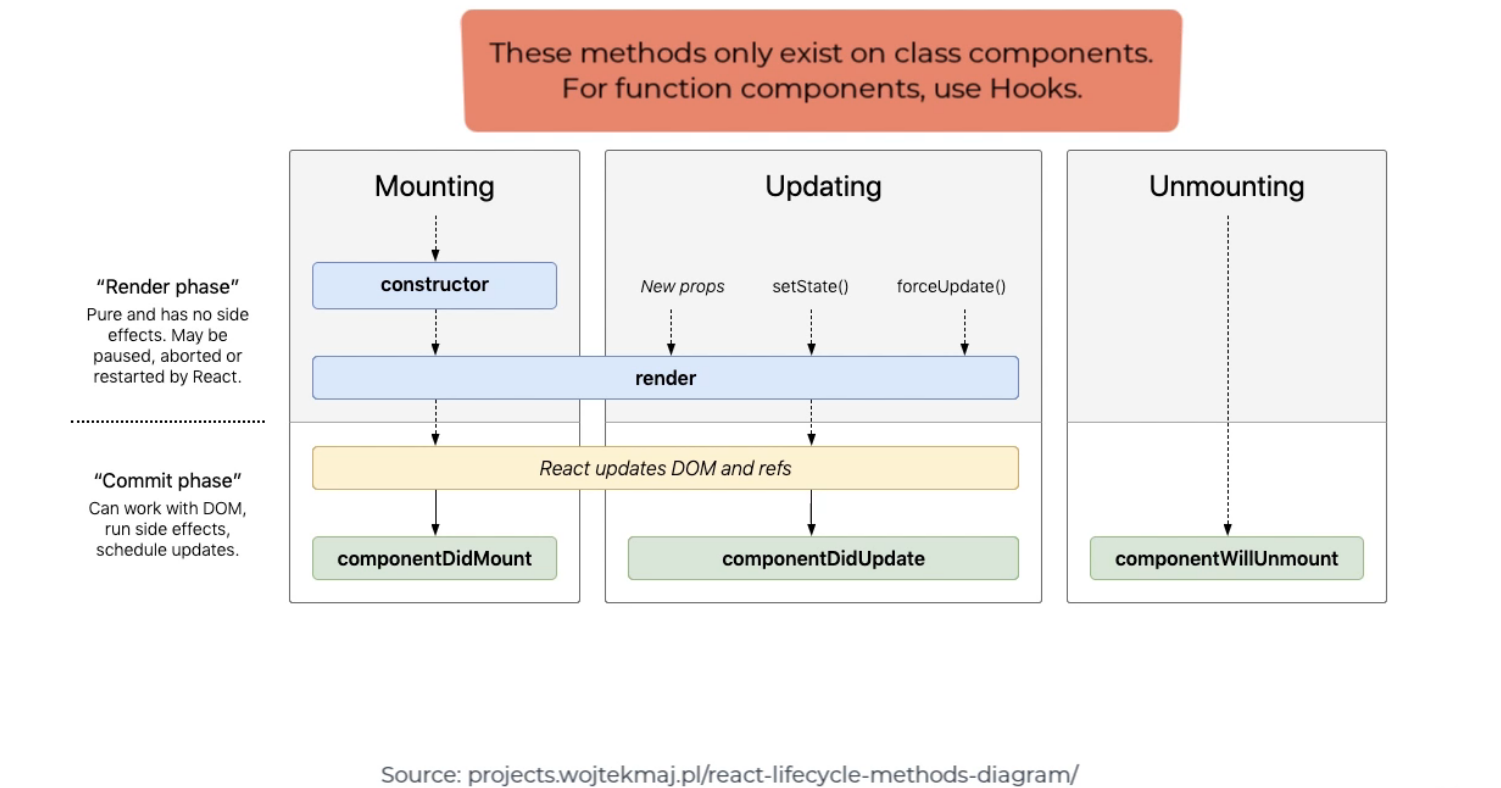 These methods only exist on class components.
For function components, use Hooks.
Mounting
Updating
Unmounting
“Render phase”
Pure and has no side
effects. May be
paused, aborted or
restarted by React.
constructor
New props
setState()
forceUpdate()
render
“Commit phase”
Can work with DOM,
run side effects,
schedule updates.
React updates DOM and refs
componentDidMount
componentDidUpdate
componentWillUnmount
Source: projects.wojtekmaj.pl/react-lifecycle-methods-diagram/